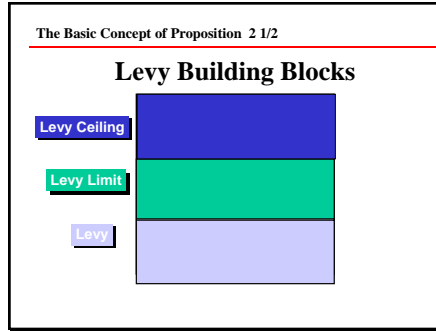 The Basic Concept of Proposition 2 1/2
Levy Building Blocks
Levy Ceiling
Levy Limit
Levy